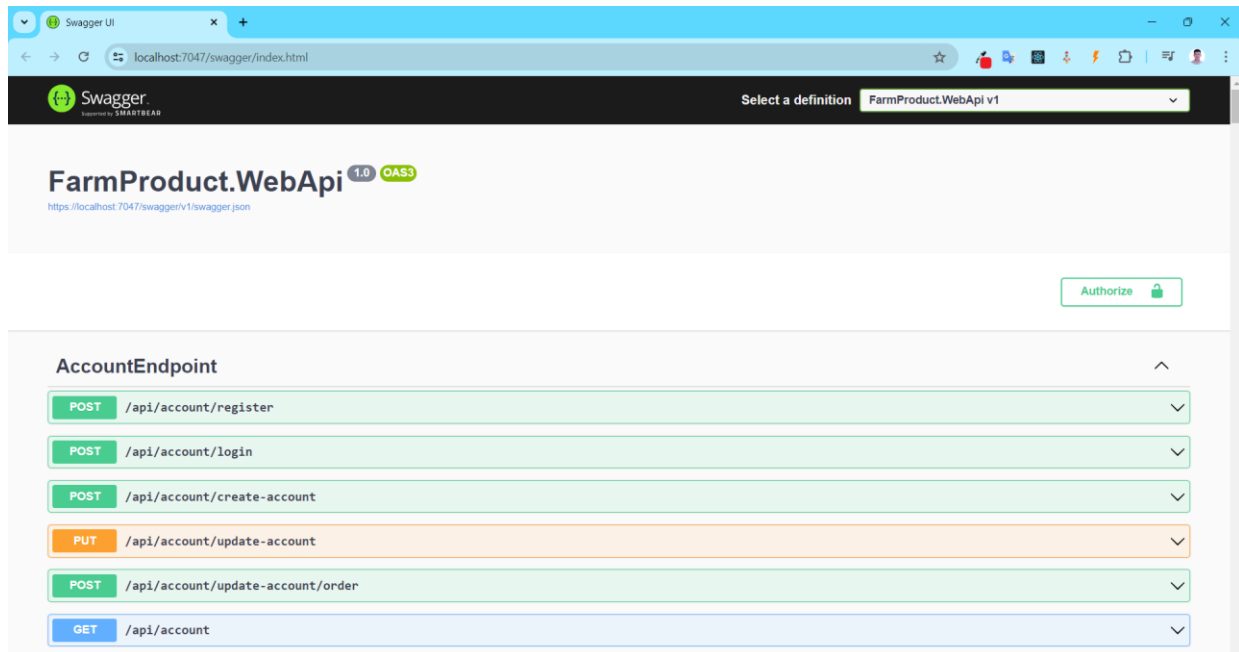 Swagger UI
localhost:7047/swagger/index.html
Swagger.
Supported by SMARTBEAR
Select a definition
FarmProduct.WebApi v1
FarmProduct.WebApi 1.0 OAS3
https://localhost:7047/swagger/v1/swagger.json
Authorize
AccountEndpoint
POST /api/account/register
POST /api/account/login
POST /api/account/create-account
PUT /api/account/update-account
POST /api/account/update-account/order
GET /api/account